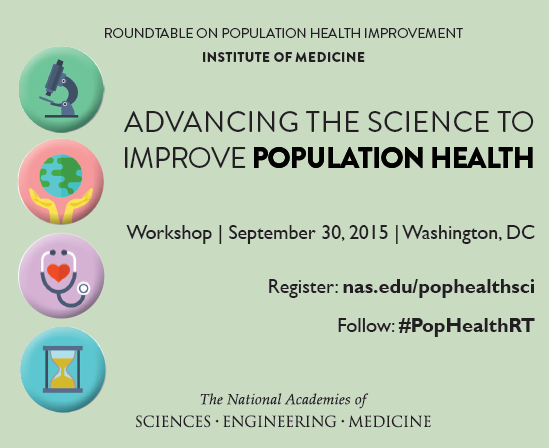 ROUNDTABLE ON POPULATION HEALTH IMPROVEMENT
INSTITUTE OF MEDICINE
ADVANCING THE SCIENCE TO
IMPROVE POPULATION HEALTH
Workshop | September 30, 2015 | Washington, DC
Register: nas.edu/pophealthsci
Follow: #PopHealthRT
The National Academies of
SCIENCES · ENGINEERING · MEDICINE